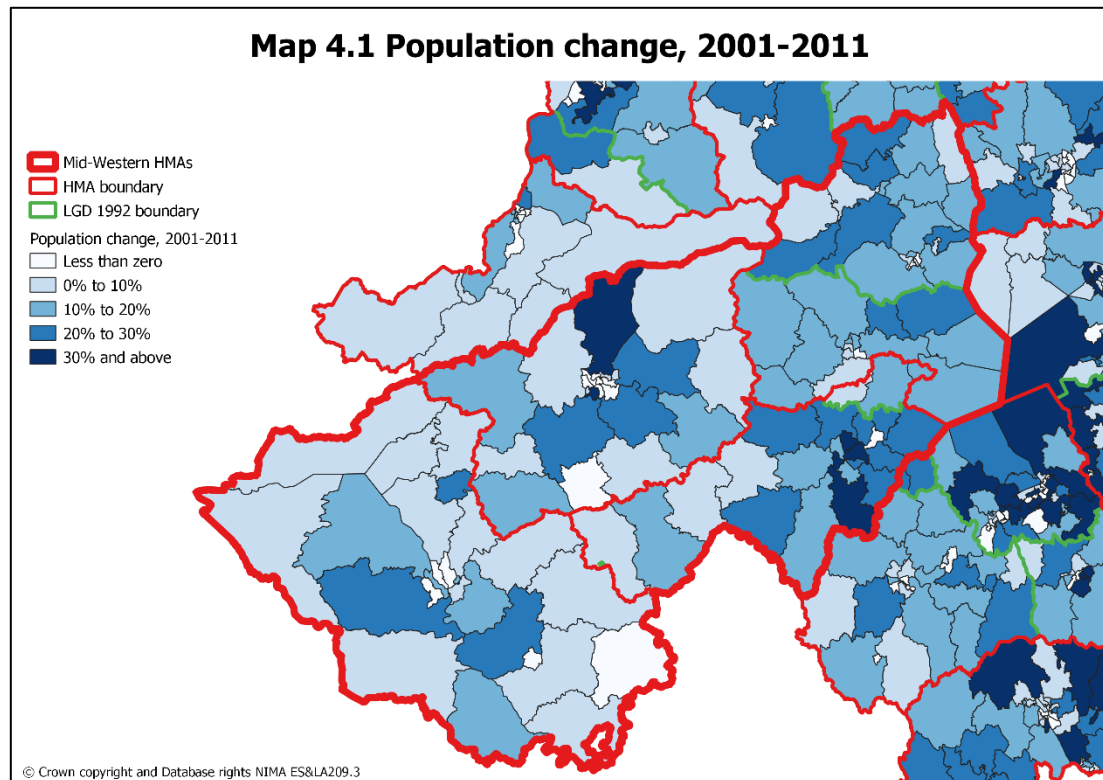 Map 4.1 Population change, 2001-2011
Mid-Western HMAs
HMA boundary
LGD 1992 boundary
Population change, 2001-2011
Less than zero
0% to 10%
10% to 20%
20% to 30%
30% and above
© Crown copyright and Database rights NIMA ES&LA209.3